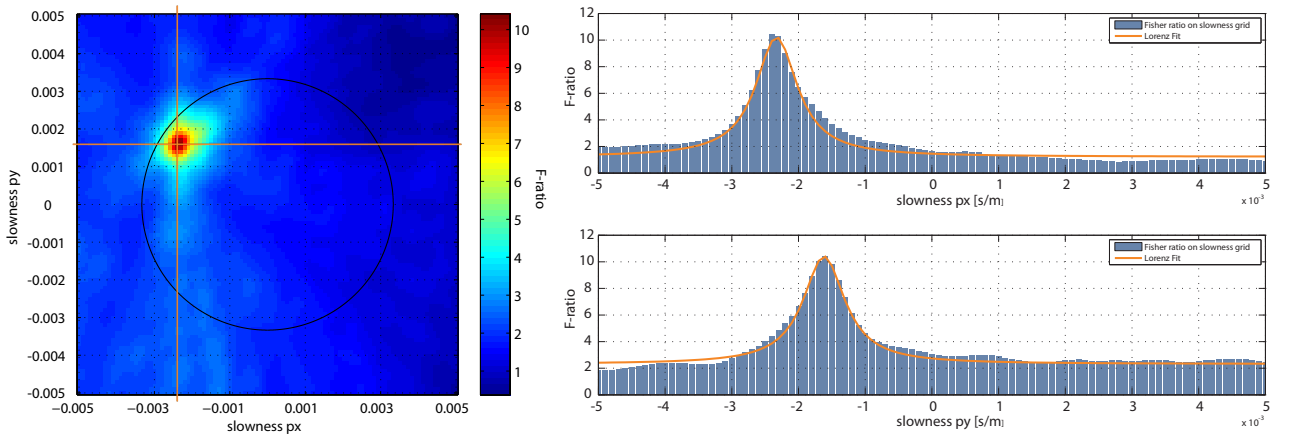 0.005
0.004
0.003
0.002
0.001
0
-0.001
-0.002
0.003
-0.004
-0.005
slowness py
−0.005 −0.003 −0.001 0.001 0.003 0.005
slowness px
10
9
8
7
6
5
4
3
2
1
F-ratio
12
10
8
6
4
2
0
F-ratio
Fisher ratio on slowness grid
Lorenz Fit
-5 -4 -3 -2 -1 0 1 2 3 4 5
slowness px [s/m]
x 10⁻³
12
10
8
6
4
2
0
F-ratio
Fisher ratio on slowness grid
Lorenz Fit
-5 -4 -3 -2 -1 0 1 2 3 4 5
slowness py [s/m]
x 10⁻³